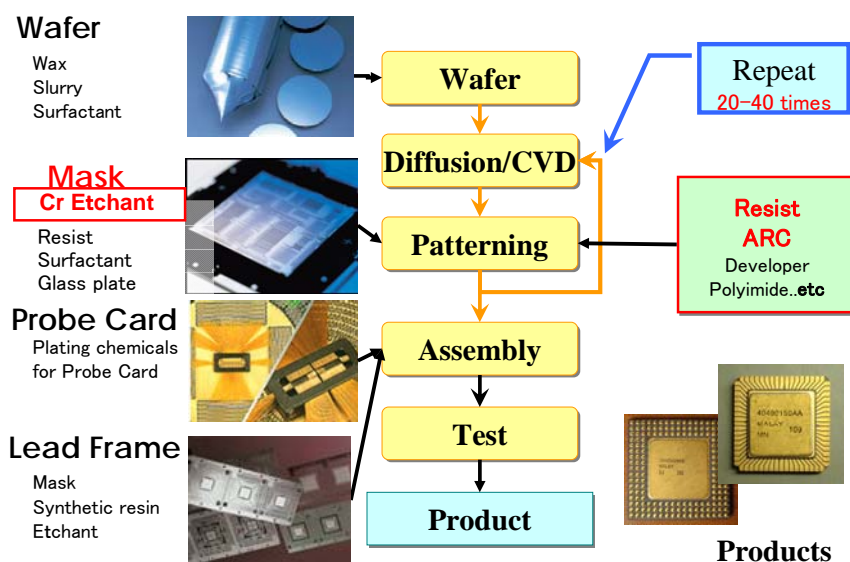 Wafer
Wax
Slurry
Surfactant
Mask
Cr Etchant
Resist
Surfactant
Glass plate
Probe Card
Plating chemicals
for Probe Card
Lead Frame
Mask
Synthetic resin
Etchant
Wafer
Diffusion/CVD
Patterning
Assembly
Test
Product
Repeat
20-40 times
Resist
ARC
Developer
Polyimide..etc
MALAY
Products